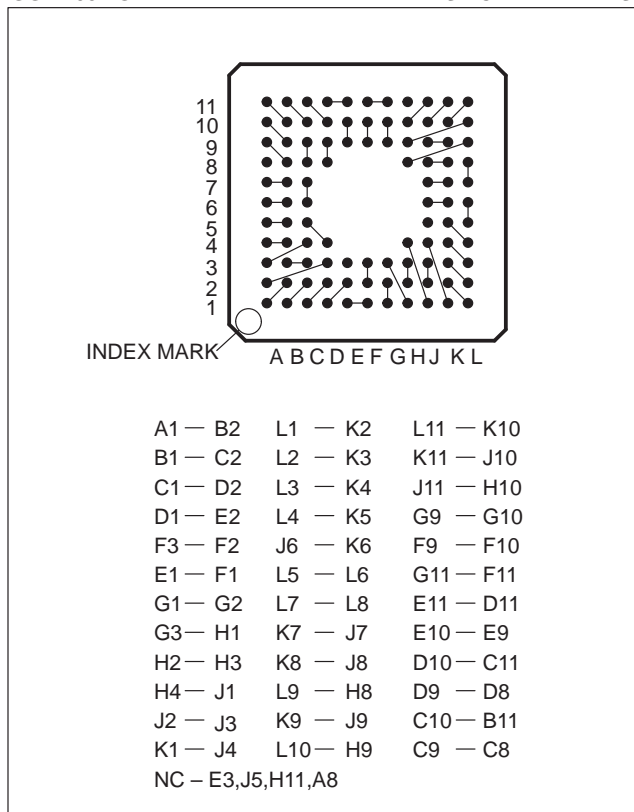 11
10
9
8
7
6
5
4
3
2
1
INDEX MARK
A B C D E F G H J K L
A1 — B2 L1 — K2 L11 — K10
B1 — C2 L2 — K3 K11 — J10
C1 — D2 L3 — K4 J11 — H10
D1 — E2 L4 — K5 G9 — G10
F3 — F2 J6 — K6 F9 — F10
E1 — F1 L5 — L6 G11 — F11
G1 — G2 L7 — L8 E11 — D11
G3 — H1 K7 — J7 E10 — E9
H2 — H3 K8 — J8 D10 — C11
H4 — J1 L9 — H8 D9 — D8
J2 — J3 K9 — J9 C10 — B11
K1 — J4 L10 — H9 C9 — C8
NC – E3,J5,H11,A8